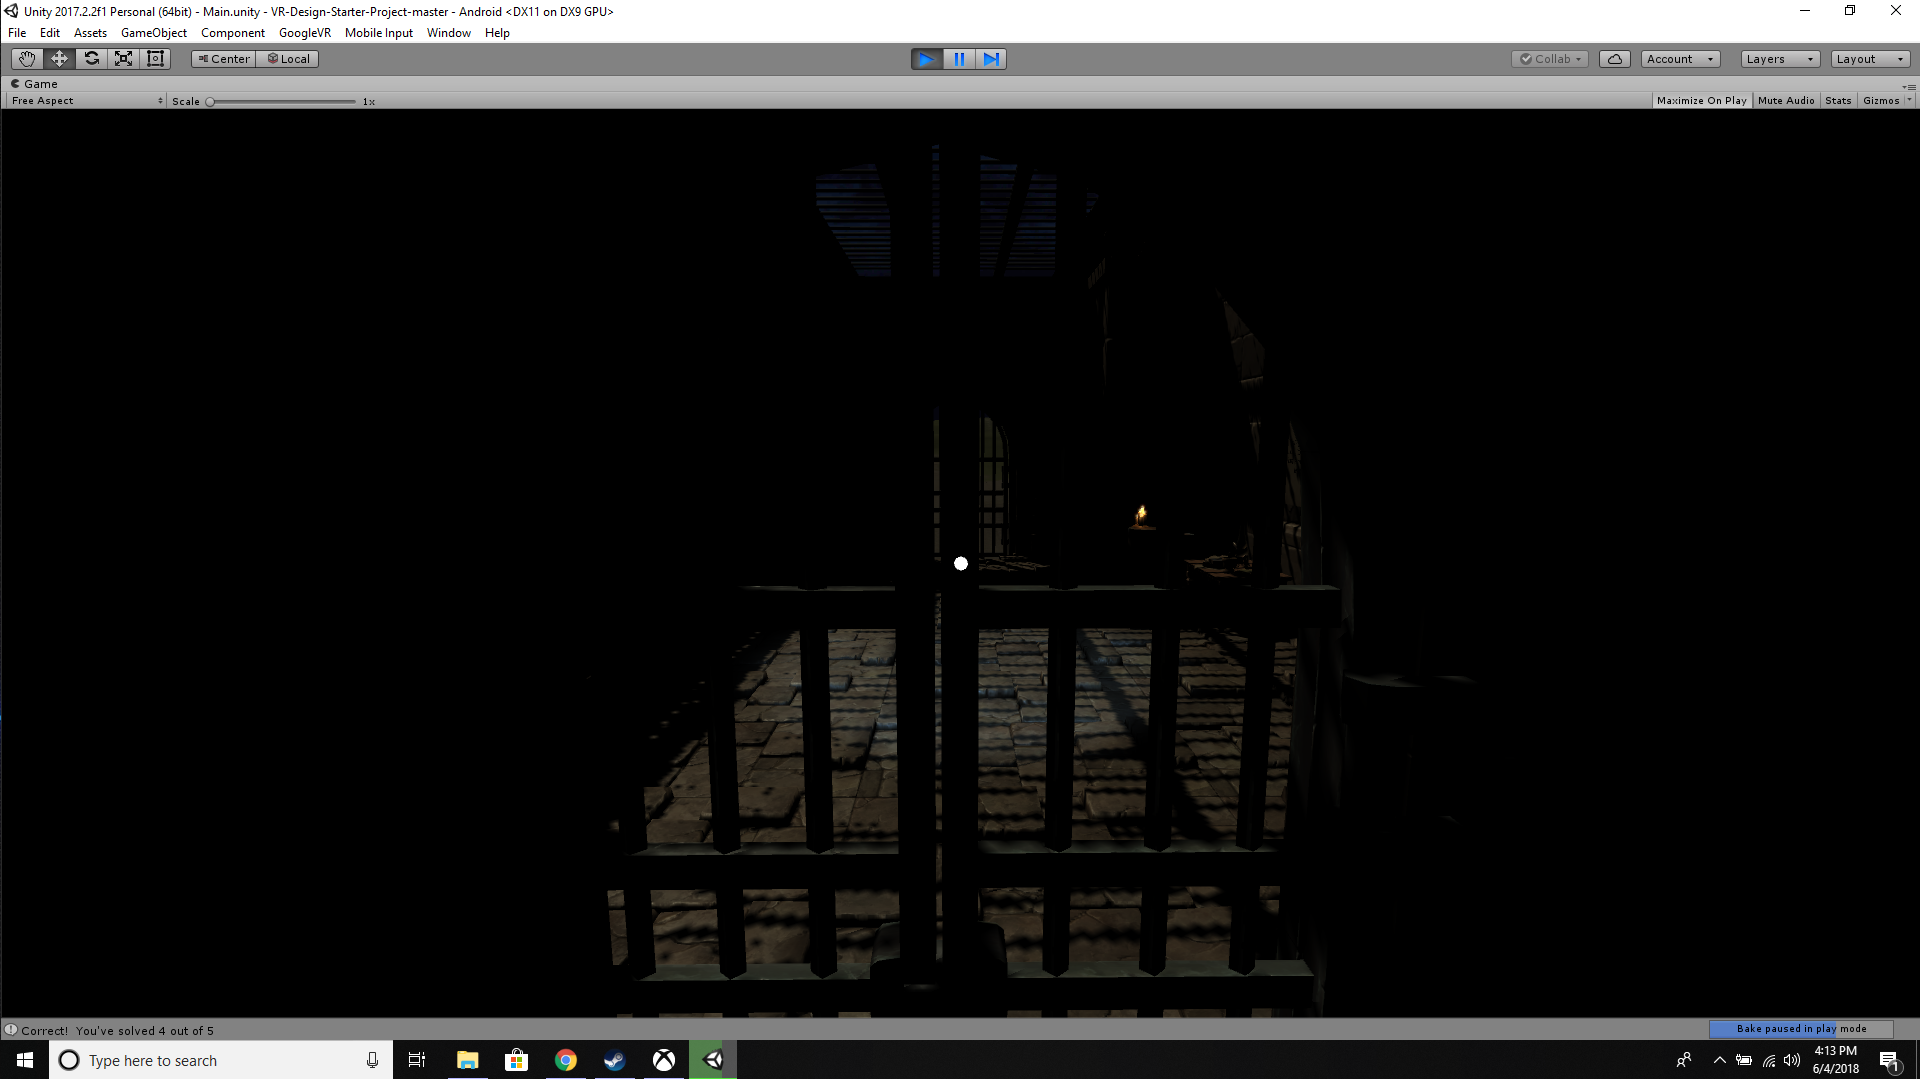 Unity 2017.2.2f1 Personal (64bit) - Main.unity - VR-Design-Starter-Project-master - Android <DX11 on DX9 GPU>
File Edit Assets GameObject Component GoogleVR Mobile Input Window Help
Center Local Collab Account Layers Layout
Game
Free Aspect Scale 1x Maximize On Play Mute Audio Stats Gizmos
Correct! You've solved 4 out of 5 Bake paused in play mode
Type here to search
4:13 PM
6/4/2018
1